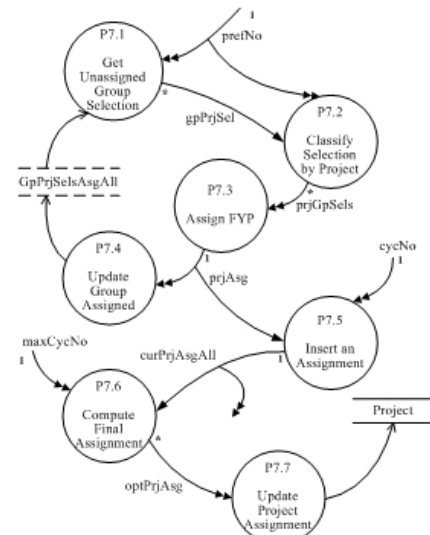 1
prefNo
P7.1
Get
Unassigned
Group
Selection
*
gpPrjSel
P7.2
Classify
Selection
by Project
*
prjGpSels
GpPrjSelsAsgAll
P7.3
Assign FYP
1
prjAsg
P7.4
Update
Group
Assigned
cycNo
1
P7.5
Insert an
Assignment
1
curPrjAsgAll
maxCycNo
1
P7.6
Compute
Final
Assignment
*
optPrjAsg
Project
P7.7
Update
Project
Assignment